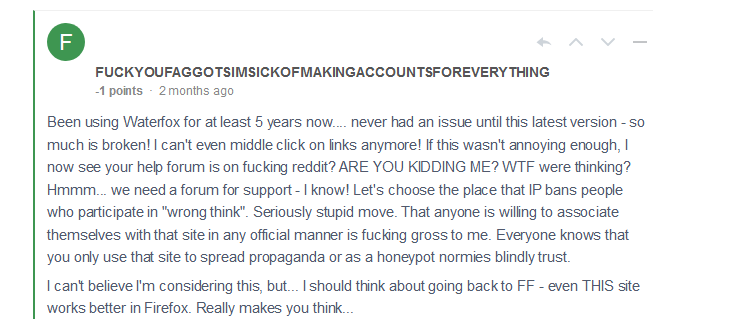 F
FUCKYOUFAGGOTSIMSICKOFMAKINGACCOUNTSFOREVERYTHING
-1 points · 2 months ago
Been using Waterfox for at least 5 years now.... never had an issue until this latest version - so
much is broken! I can't even middle click on links anymore! If this wasn't annoying enough, I
now see your help forum is on fucking reddit? ARE YOU KIDDING ME? WTF were thinking?
Hmmm... we need a forum for support - I know! Let's choose the place that IP bans people
who participate in "wrong think". Seriously stupid move. That anyone is willing to associate
themselves with that site in any official manner is fucking gross to me. Everyone knows that
you only use that site to spread propaganda or as a honeypot normies blindly trust.
I can't believe I'm considering this, but... I should think about going back to FF - even THIS site
works better in Firefox. Really makes you think...